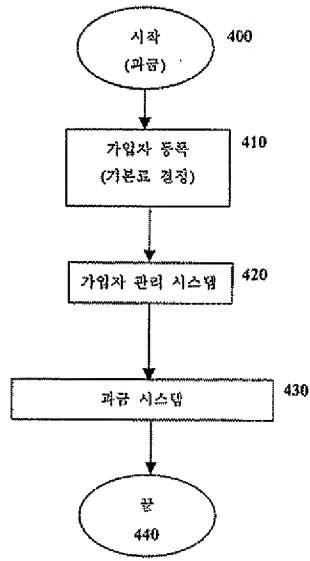 시작
(과금)
400
가입자 등록
(기본료 결정)
410
가입자 관리 시스템
420
과금 시스템
430
끝
440